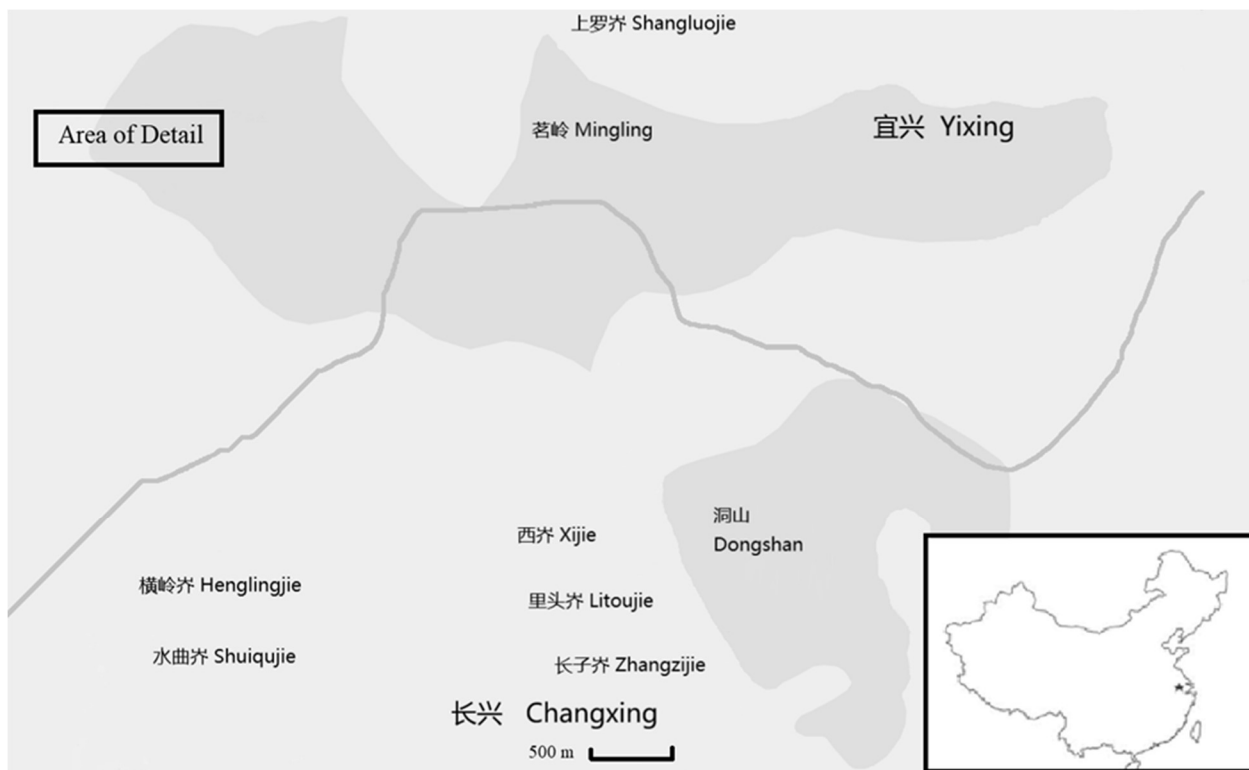 上罗岕 Shangluojie
Area of Detail
茗岭 Mingling
宜兴 Yixing
洞山
Dongshan
西岕 Xijie
横岭岕 Henglingjie
里头岕 Litoujie
水曲岕 Shuiqujie
长子岕 Zhangzijie
长兴 Changxing
500 m